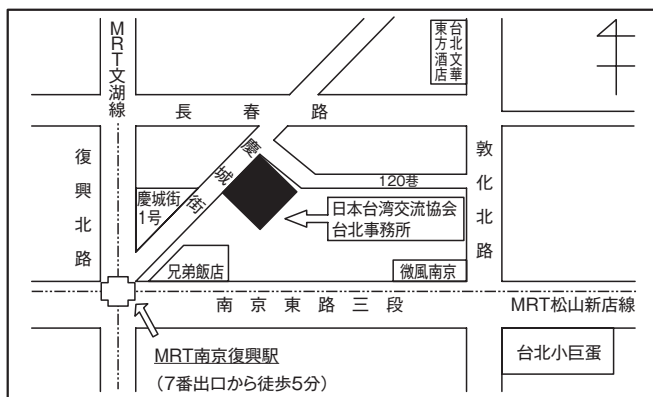 MRT文湖線
台北文華
東方酒店
長春路
復興北路
慶城街
1号
慶城街
120巷
敦化北路
日本台湾交流協会
台北事務所
兄弟飯店
微風南京
南京東路三段
MRT松山新店線
MRT南京復興駅
（7番出口から徒歩5分）
台北小巨蛋